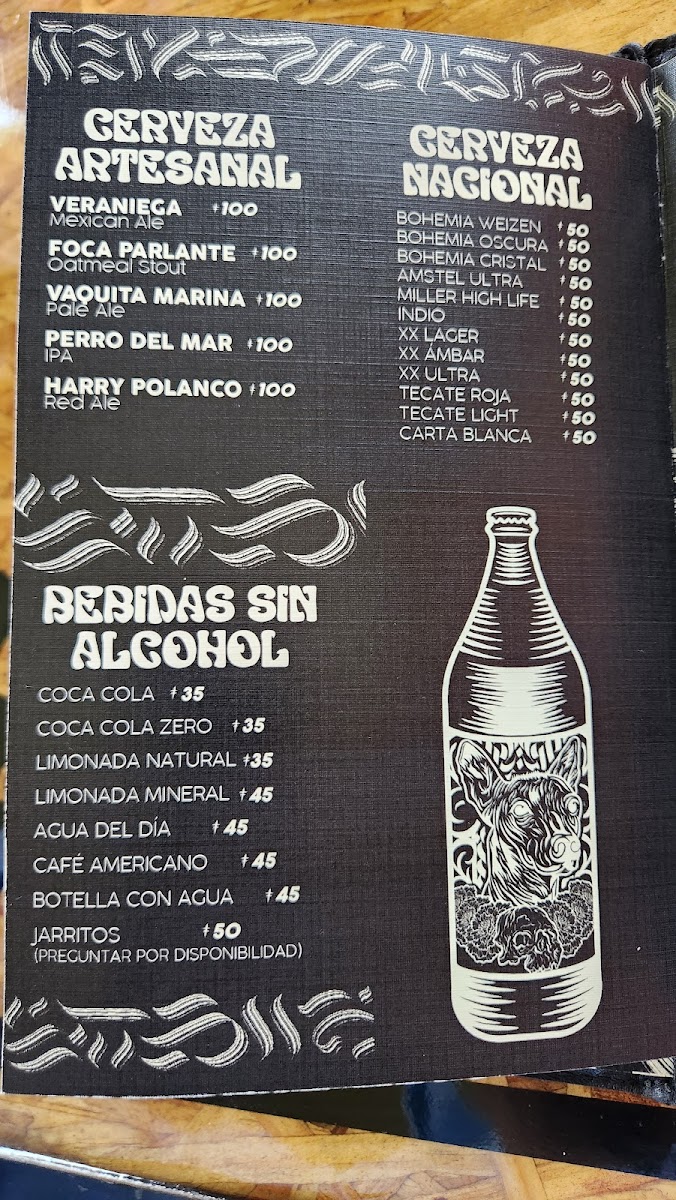 CERVEZA
ARTESANAL
VERANIEGA $100
Mexican Ale
FOCA PARLANTE $100
Oatmeal Stout
VAQUITA MARINA $100
Pale Ale
PERRO DEL MAR $100
IPA
HARRY POLANCO $100
Red Ale
CERVEZA
NACIONAL
BOHEMIA WEIZEN $50
BOHEMIA OSCURA $50
BOHEMIA CRISTAL $50
AMSTEL ULTRA $50
MILLER HIGH LIFE $50
INDIO $50
XX LAGER $50
XX ÁMBAR $50
XX ULTRA $50
TECATE ROJA $50
TECATE LIGHT $50
CARTA BLANCA $50
BEBIDAS SIN
ALCOHOL
COCA COLA $35
COCA COLA ZERO $35
LIMONADA NATURAL $35
LIMONADA MINERAL $45
AGUA DEL DÍA $45
CAFÉ AMERICANO $45
BOTELLA CON AGUA $45
JARRITOS $50
(PREGUNTAR POR DISPONIBILIDAD)